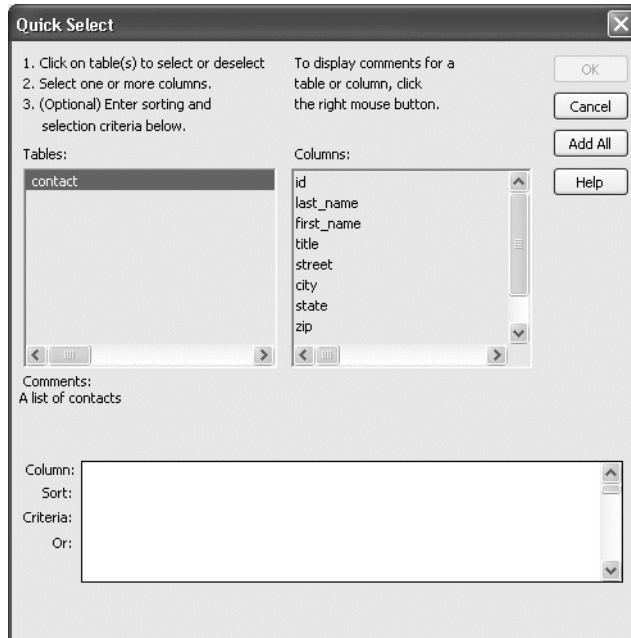 Quick Select
1. Click on table(s) to select or deselect
2. Select one or more columns.
3. (Optional) Enter sorting and
selection criteria below.
To display comments for a
table or column, click
the right mouse button.
OK
Cancel
Add All
Help
Tables:
contact
Columns:
id
last_name
first_name
title
street
city
state
zip
Comments:
A list of contacts
Column:
Sort:
Criteria:
Or: